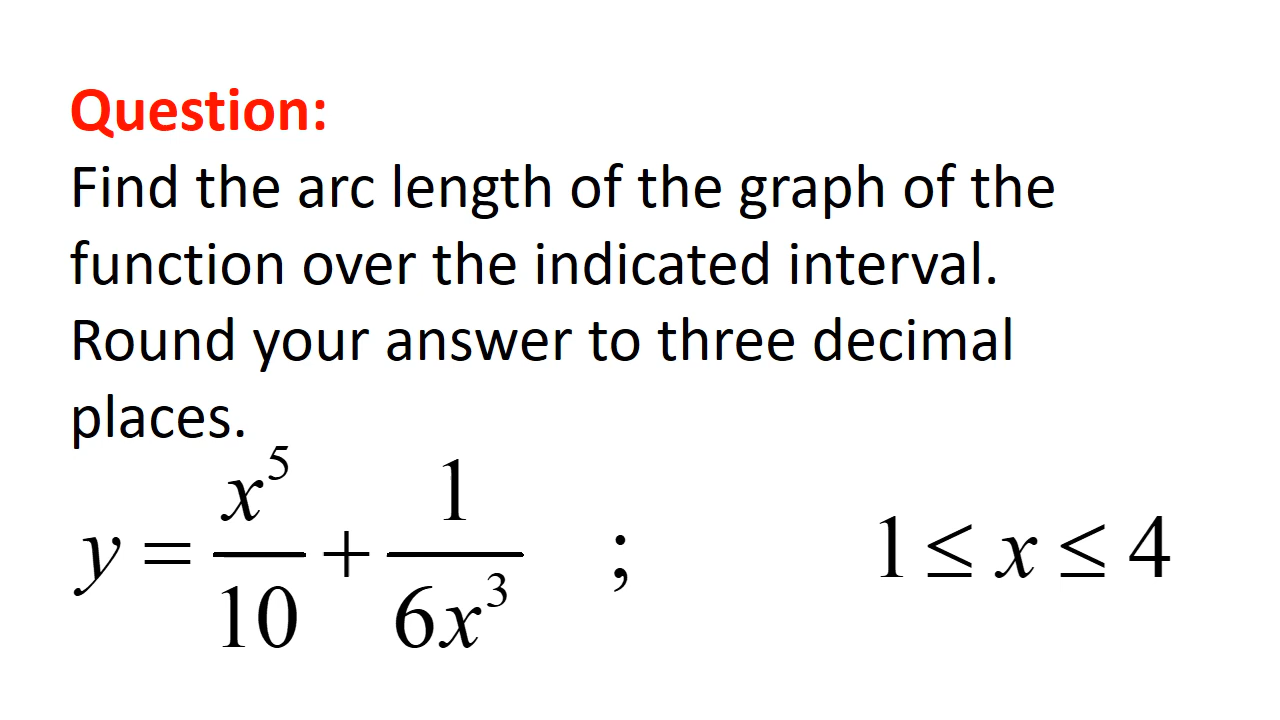 Question:
Find the arc length of the graph of the
function over the indicated interval.
Round your answer to three decimal
places.
y = x^5/10 + 1/(6x^3) ; 1 ≤ x ≤ 4